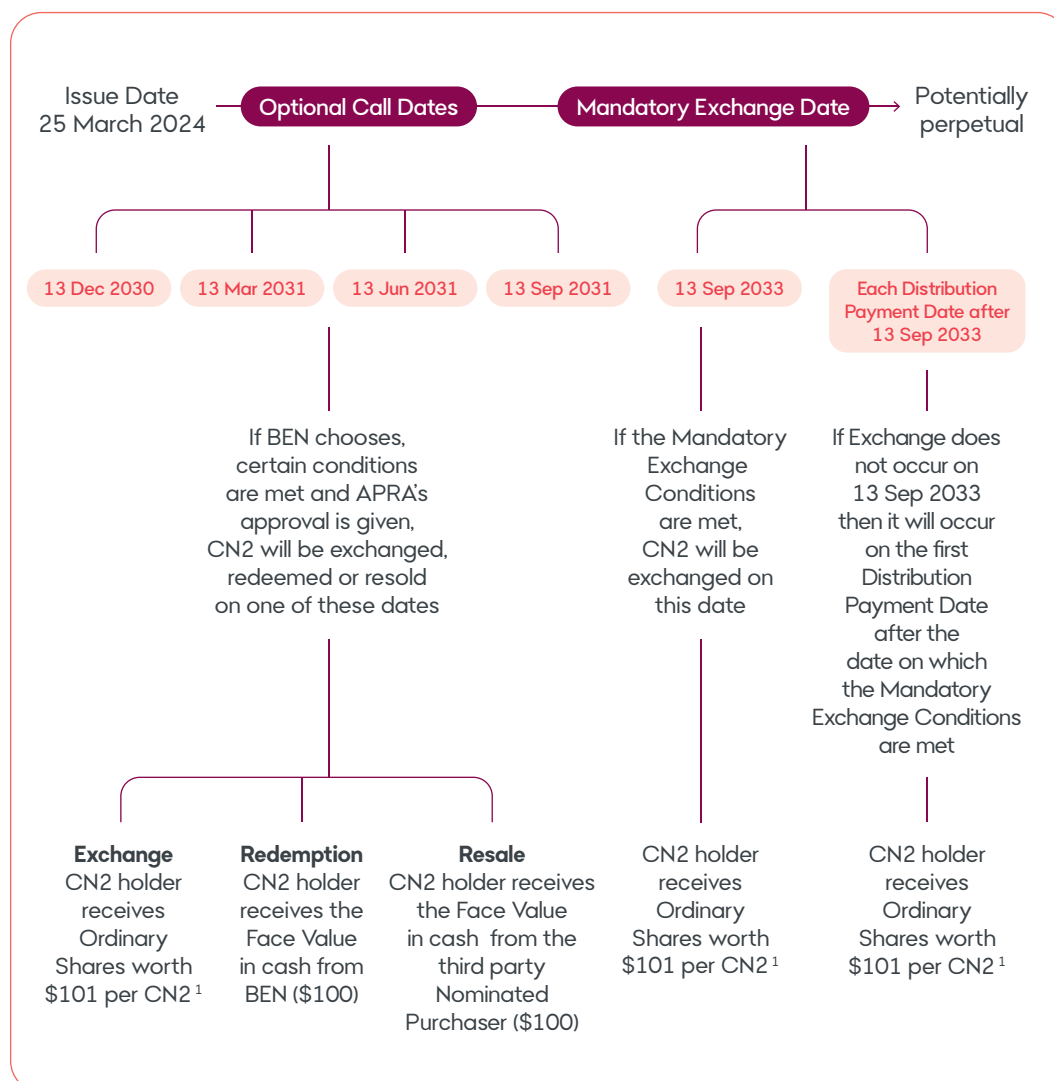 Issue Date
25 March 2024
Optional Call Dates
Mandatory Exchange Date
Potentially
perpetual
13 Dec 2030
13 Mar 2031
13 Jun 2031
13 Sep 2031
13 Sep 2033
Each Distribution
Payment Date after
13 Sep 2033
If BEN chooses,
certain conditions
are met and APRA's
approval is given,
CN2 will be exchanged,
redeemed or resold
on one of these dates
If the Mandatory
Exchange
Conditions
are met,
CN2 will be
exchanged on
this date
If Exchange does
not occur on
13 Sep 2033
then it will occur
on the first
Distribution
Payment Date
after the
date on which
the Mandatory
Exchange Conditions
are met
Exchange
CN2 holder
receives
Ordinary
Shares worth
$101 per CN2 1
Redemption
CN2 holder
receives the
Face Value
in cash from
BEN ($100)
Resale
CN2 holder receives
the Face Value
in cash from the
third party
Nominated
Purchaser ($100)
CN2 holder
receives
Ordinary
Shares worth
$101 per CN2 1
CN2 holder
receives
Ordinary
Shares worth
$101 per CN2 1